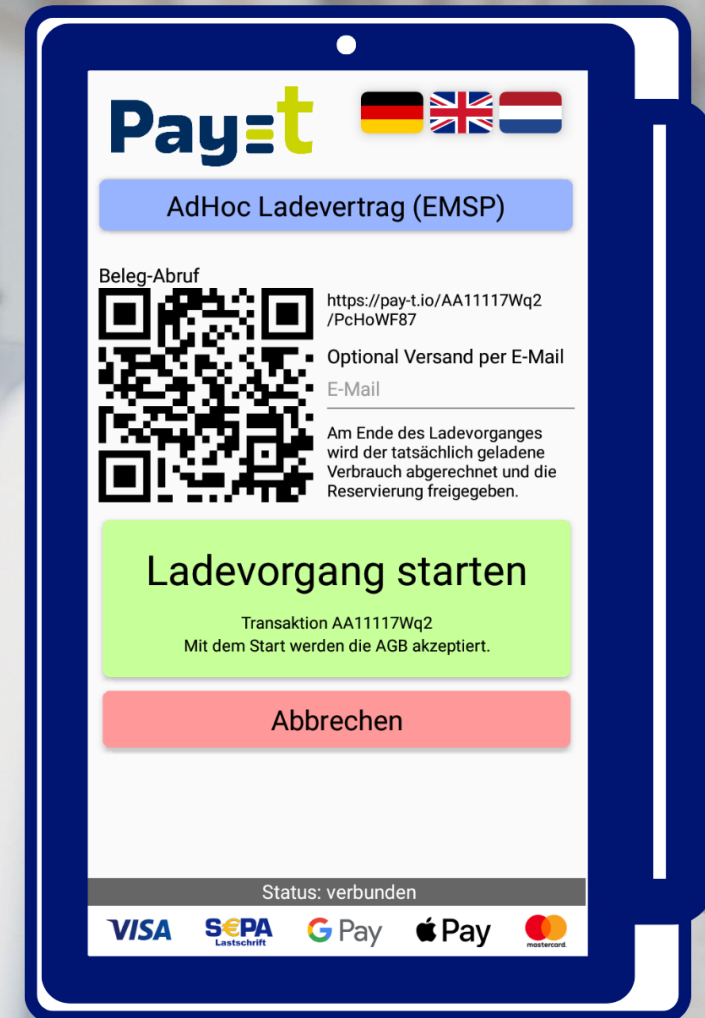 Pay-t
AdHoc Ladevertrag (EMSP)
Beleg-Abruf
https://pay-t.io/AA11117Wq2
/PcHoWF87
Optional Versand per E-Mail
E-Mail
Am Ende des Ladevorganges
wird der tatsächlich geladene
Verbrauch abgerechnet und die
Reservierung freigegeben.
Ladevorgang starten
Transaktion AA11117Wq2
Mit dem Start werden die AGB akzeptiert.
Abbrechen
Status: verbunden
VISA S€PA G Pay Pay
Lastschrift mastercard